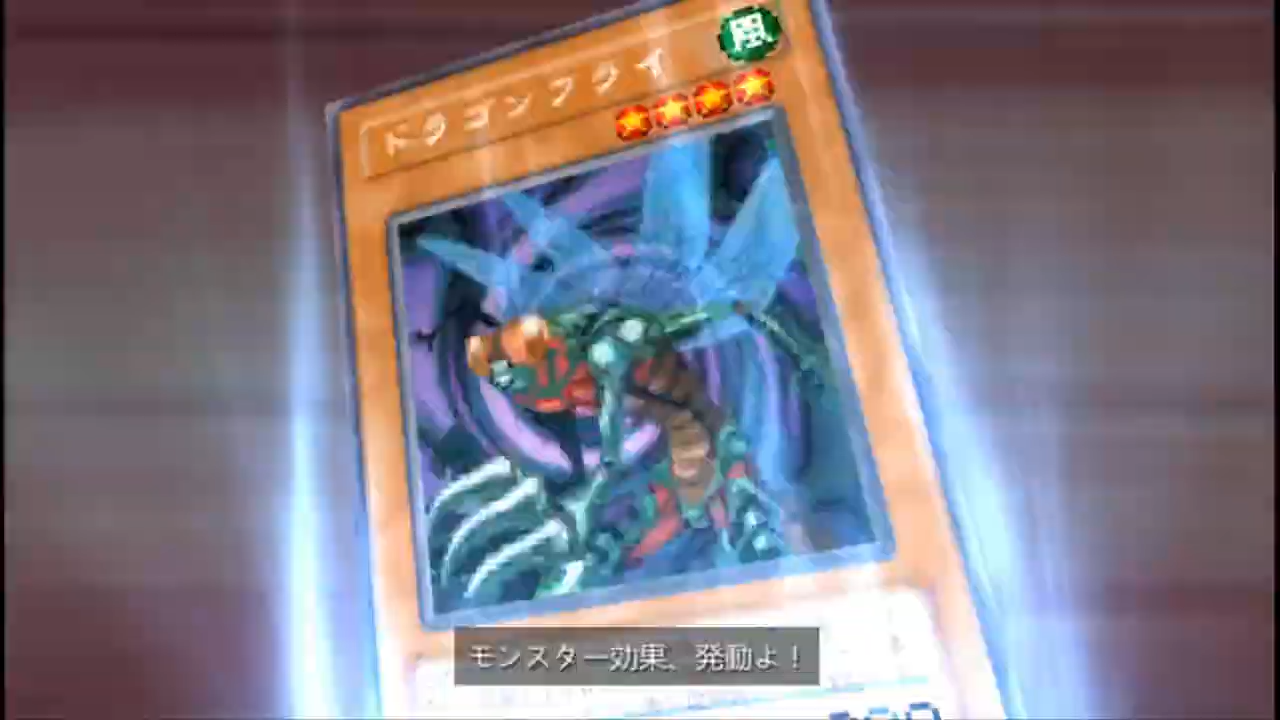 ドラゴンフライ
風
モンスター効果、発動よ！